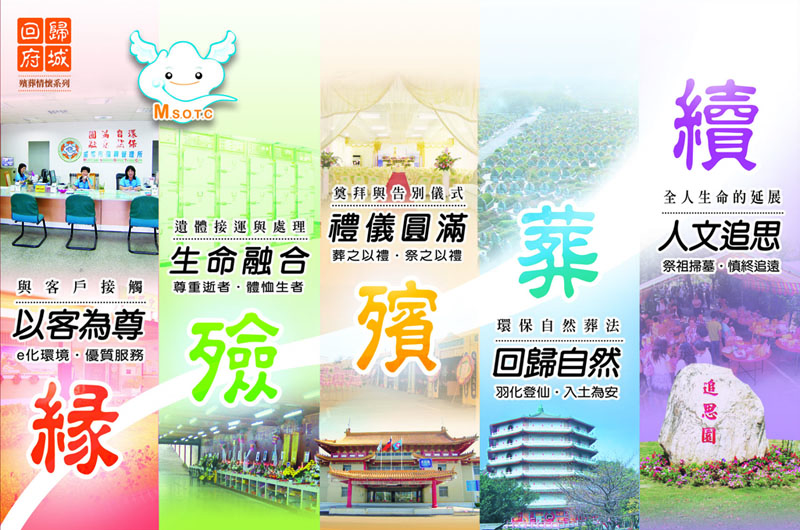 回歸
府城
殯葬情懷系列
M.S.O.T.C
與客戶接觸
以客為尊
e化環境・優質服務
緣
遺體接運與處理
生命融合
尊重逝者・體恤生者
殮
奠拜與告別儀式
禮儀圓滿
葬之以禮・祭之以禮
殯
葬
環保自然葬法
回歸自然
羽化登仙・入土為安
續
全人生命的延展
人文追思
祭祖掃墓・慎終追遠
追思園